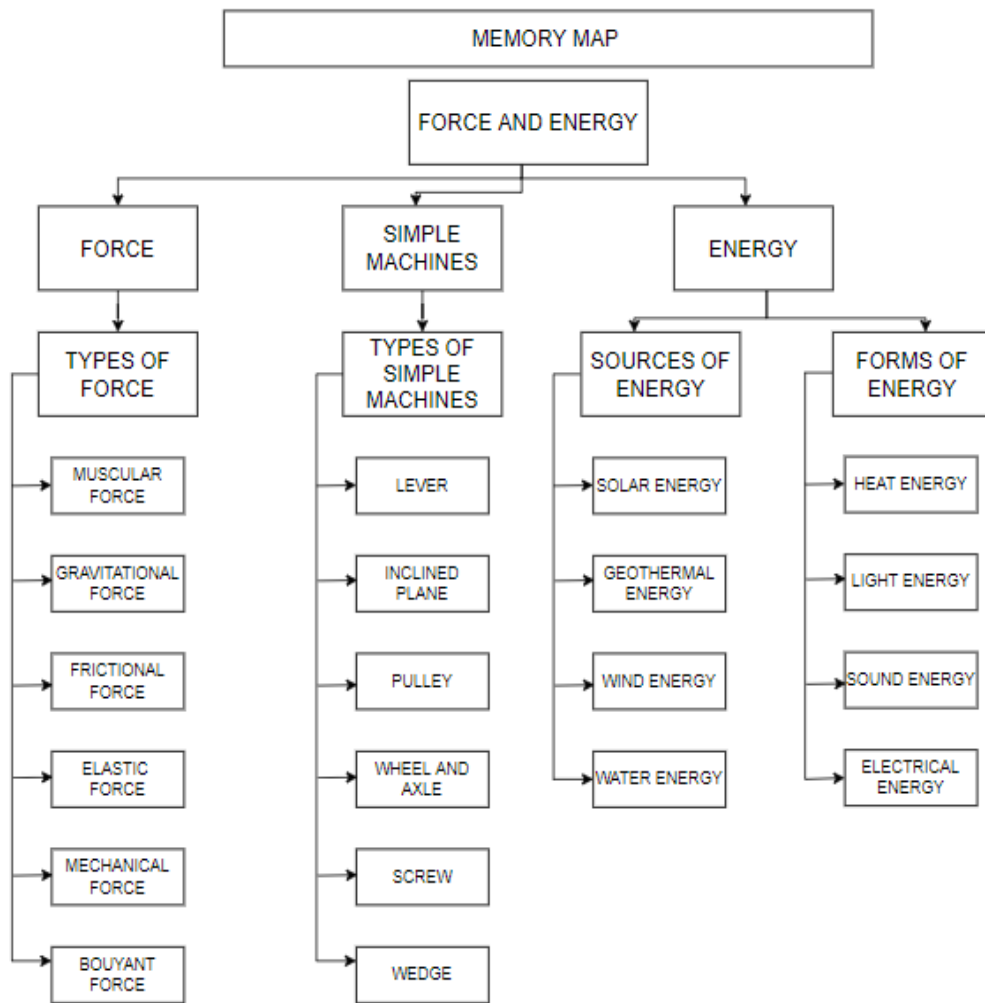 MEMORY MAP
FORCE AND ENERGY
FORCE
SIMPLE
MACHINES
ENERGY
TYPES OF
FORCE
TYPES OF
SIMPLE
MACHINES
SOURCES OF
ENERGY
FORMS OF
ENERGY
MUSCULAR
FORCE
GRAVITATIONAL
FORCE
FRICTIONAL
FORCE
ELASTIC
FORCE
MECHANICAL
FORCE
BOUYANT
FORCE
LEVER
INCLINED
PLANE
PULLEY
WHEEL AND
AXLE
SCREW
WEDGE
SOLAR ENERGY
GEOTHERMAL
ENERGY
WIND ENERGY
WATER ENERGY
HEAT ENERGY
LIGHT ENERGY
SOUND ENERGY
ELECTRICAL
ENERGY